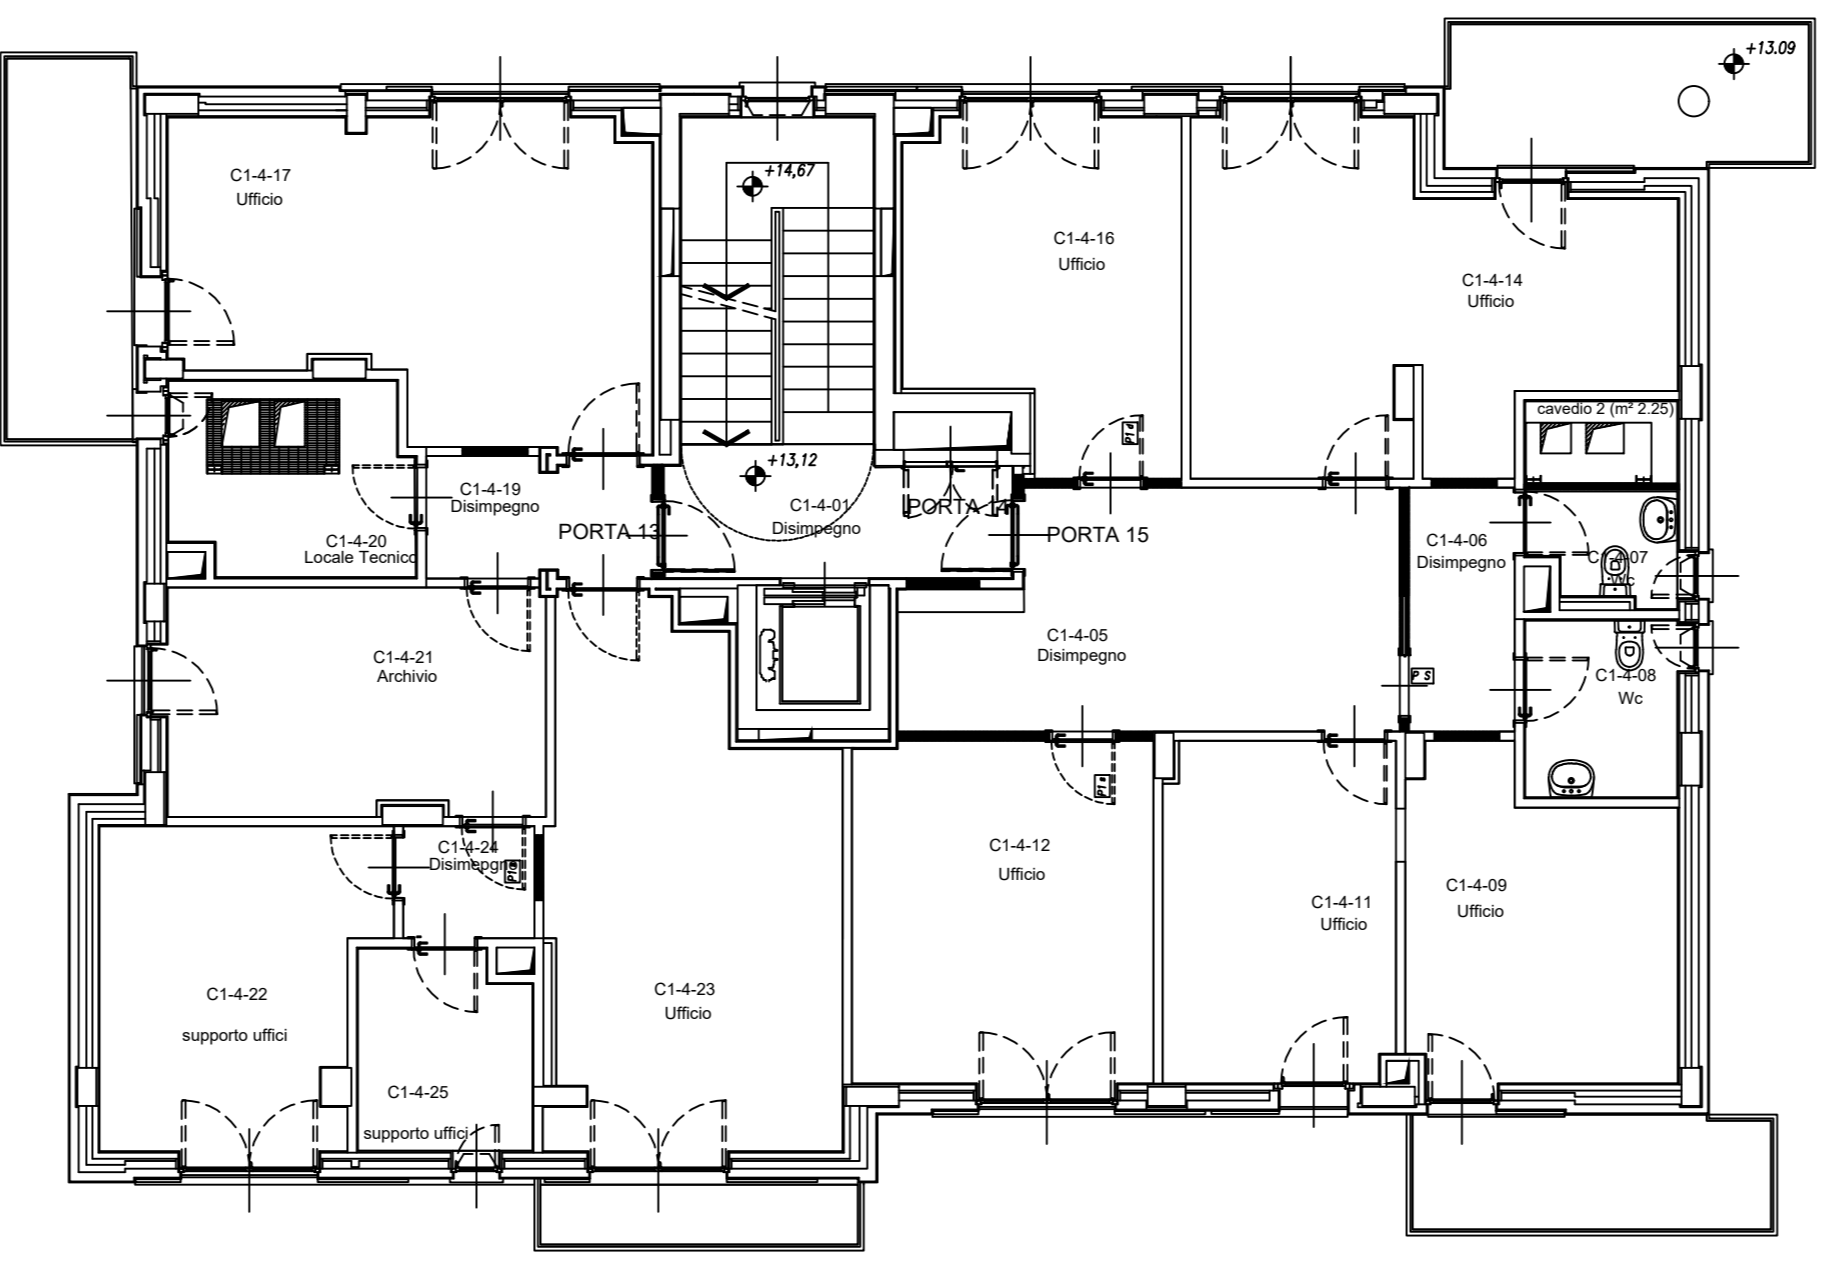 +13.09
C1-4-17
Ufficio
+14,67
C1-4-16
Ufficio
C1-4-14
Ufficio
cavedio 2 (m² 2.25)
P1d
+13,12
C1-4-19
Disimpegno
C1-4-01
Disimpegno
PORTA 13
PORTA 14
PORTA 15
C1-4-20
Locale Tecnico
C1-4-06
Disimpegno
C1-4-07
Wc
C1-4-05
Disimpegno
C1-4-21
Archivio
P S
C1-4-08
Wc
C1-4-24
Disimepgno
C1-4-12
Ufficio
C1-4-11
Ufficio
C1-4-09
Ufficio
C1-4-22
supporto uffici
C1-4-23
Ufficio
C1-4-25
supporto uffici